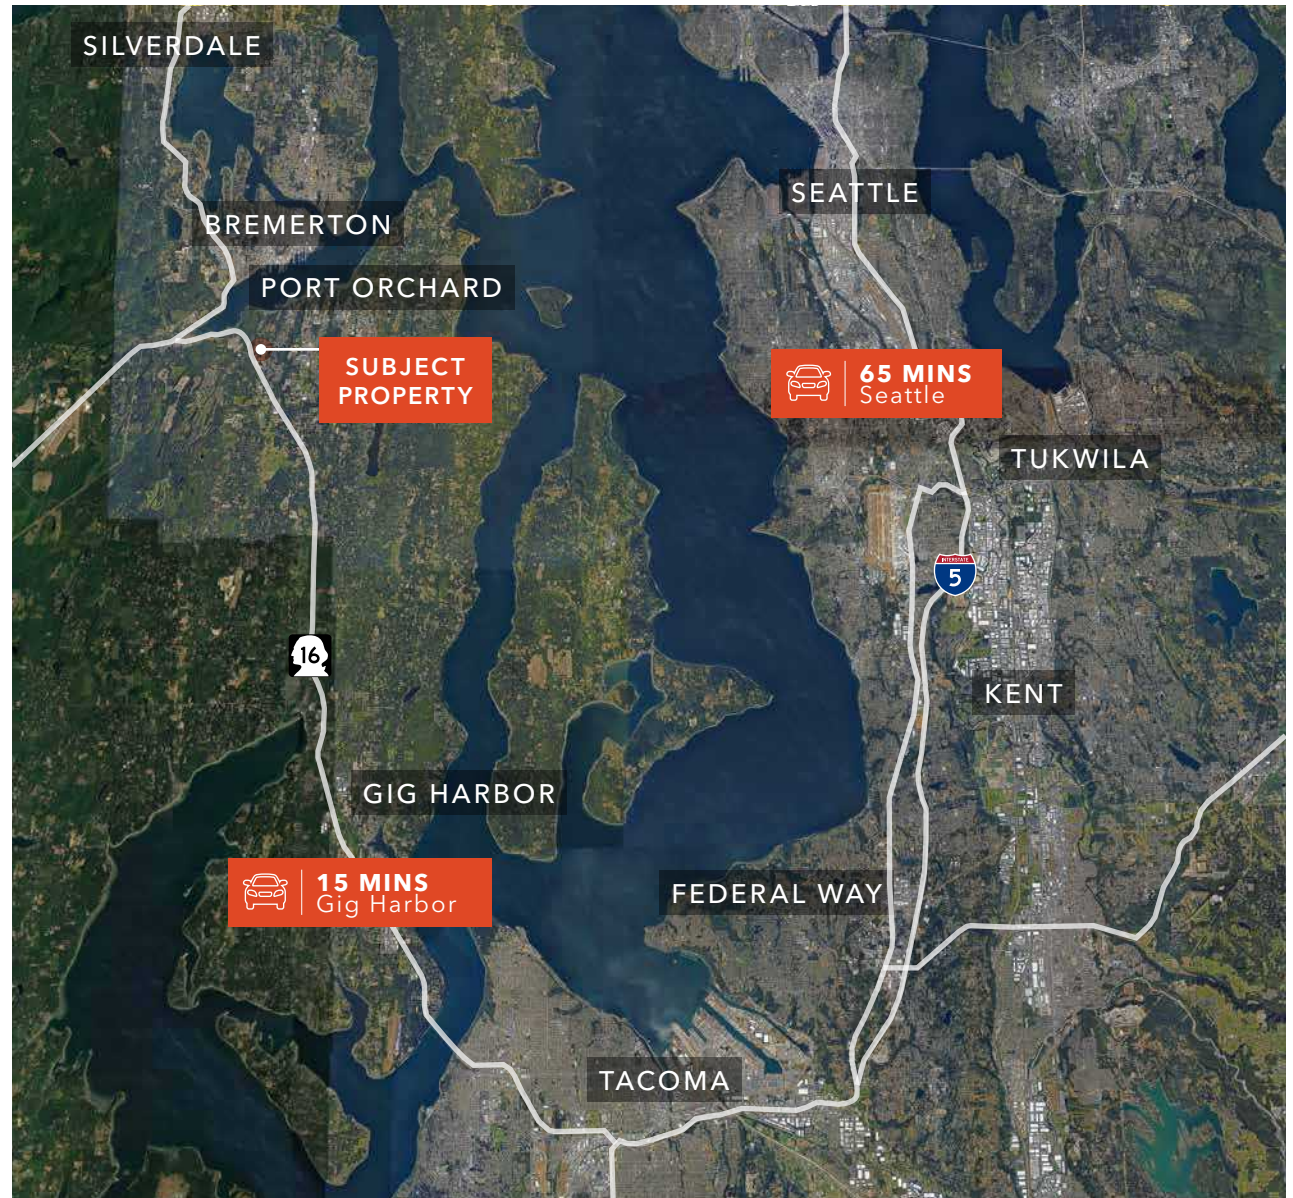 SILVERDALE
SEATTLE
BREMERTON
PORT ORCHARD
SUBJECT
PROPERTY
65 MINS
Seattle
TUKWILA
INTERSTATE
5
16
KENT
GIG HARBOR
15 MINS
Gig Harbor
FEDERAL WAY
TACOMA